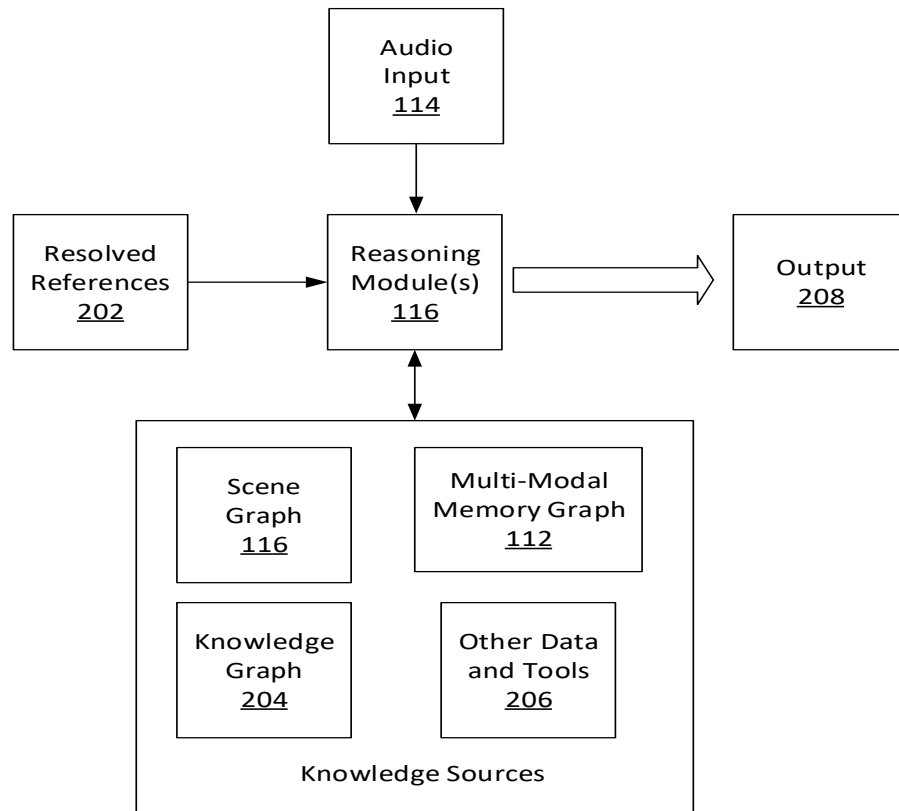 Audio
Input
114
Resolved
References
202
Reasoning
Module(s)
116
Output
208
Scene
Graph
116
Multi-Modal
Memory Graph
112
Knowledge
Graph
204
Other Data
and Tools
206
Knowledge Sources